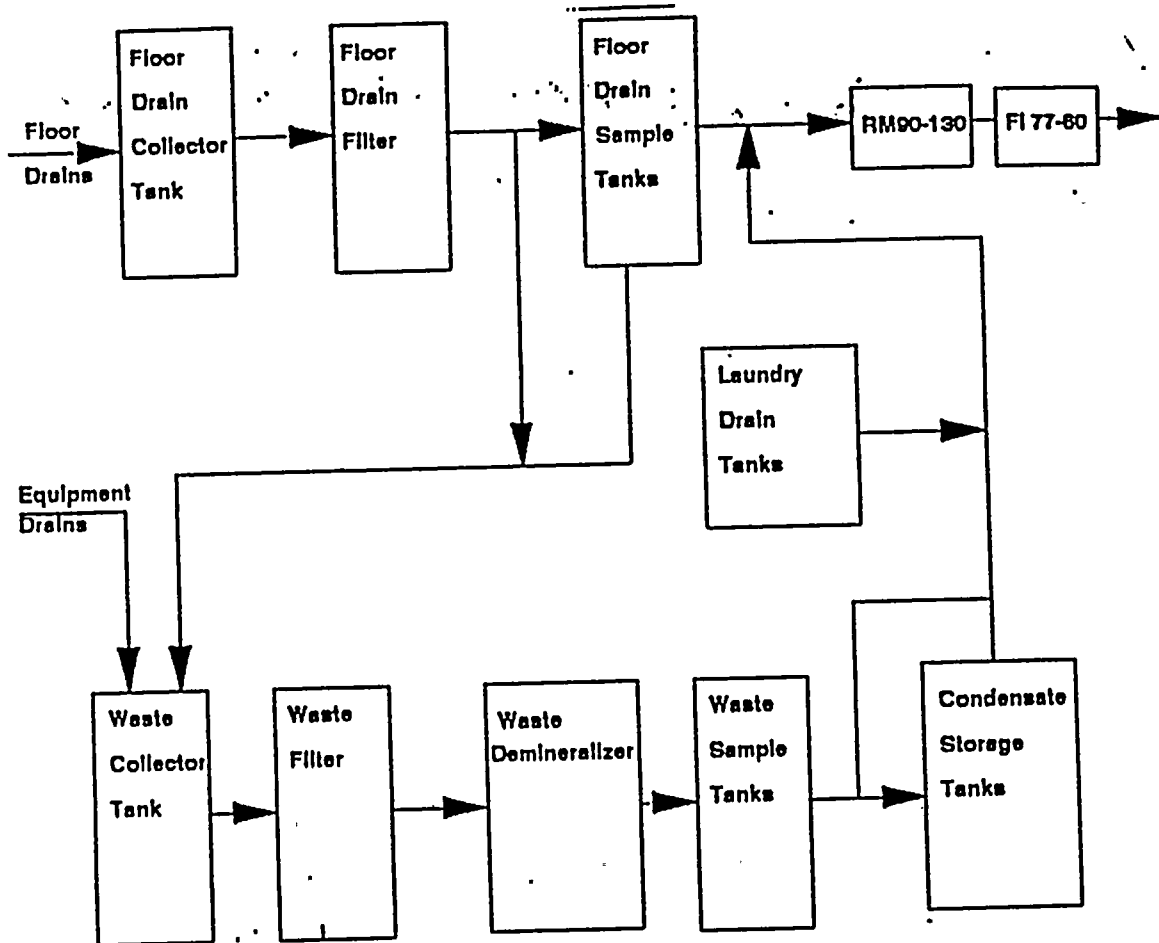 Floor
Drains
Floor
Drain
Collector
Tank
Floor
Drain
Filter
Floor
Drain
Sample
Tanks
RM90-130
FI 77-60
Laundry
Drain
Tanks
Equipment
Drains
Waste
Collector
Tank
Waste
Filter
Waste
Demineralizer
Waste
Sample
Tanks
Condensate
Storage
Tanks